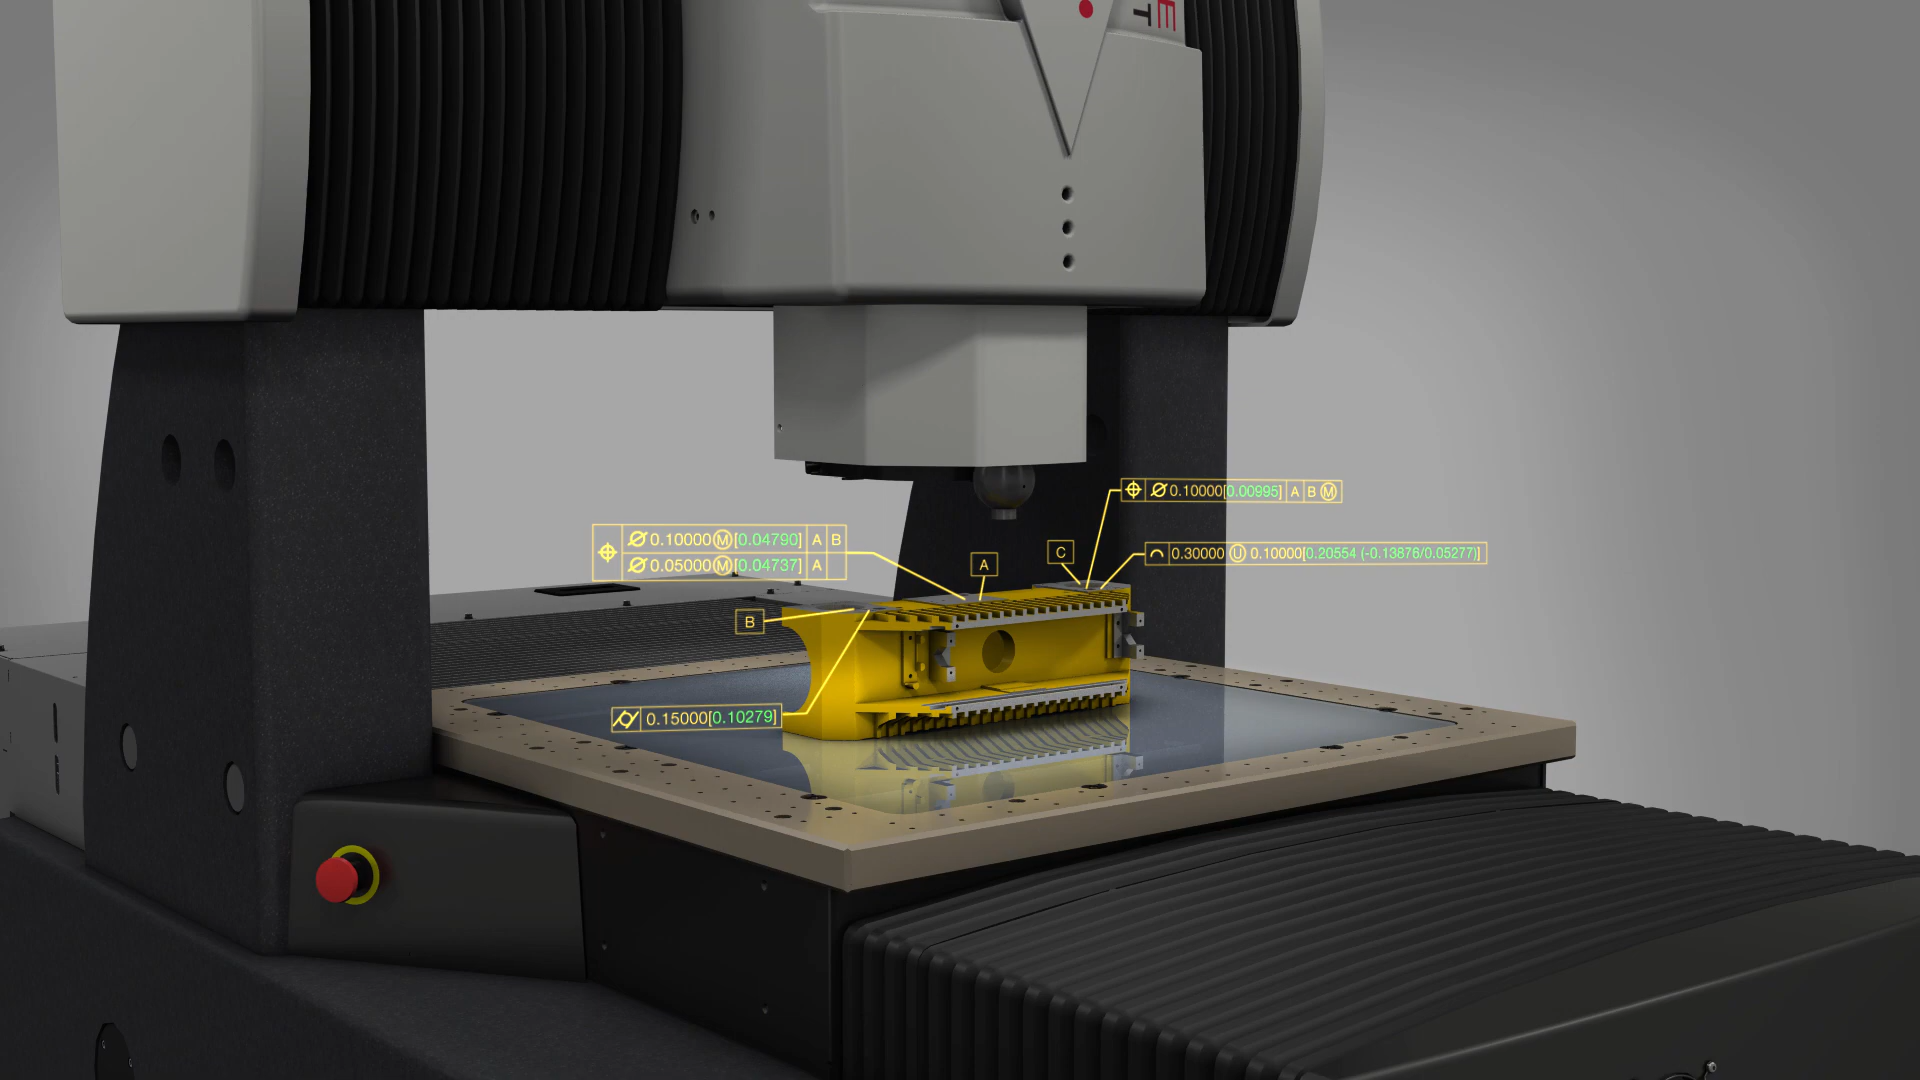 E
T
⌖ ⌀0.10000[0.00995] A B Ⓜ
⌖ ⌀0.10000Ⓜ[0.04790] A B
⌀0.05000Ⓜ[0.04737] A
A
C
⌓ 0.30000 Ⓤ 0.10000[0.20554 (-0.13876/0.05277)]
B
⌭ 0.15000[0.10279]